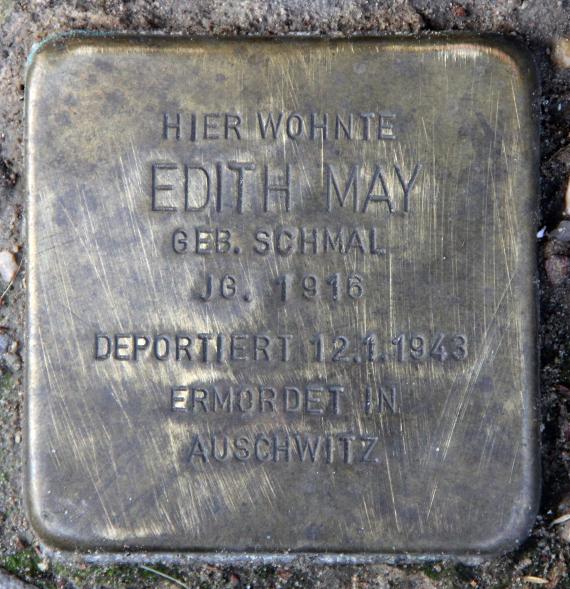 HIER WOHNTE
EDITH MAY
GEB. SCHMAL
JG. 1916
DEPORTIERT 12.1.1943
ERMORDET IN
AUSCHWITZ